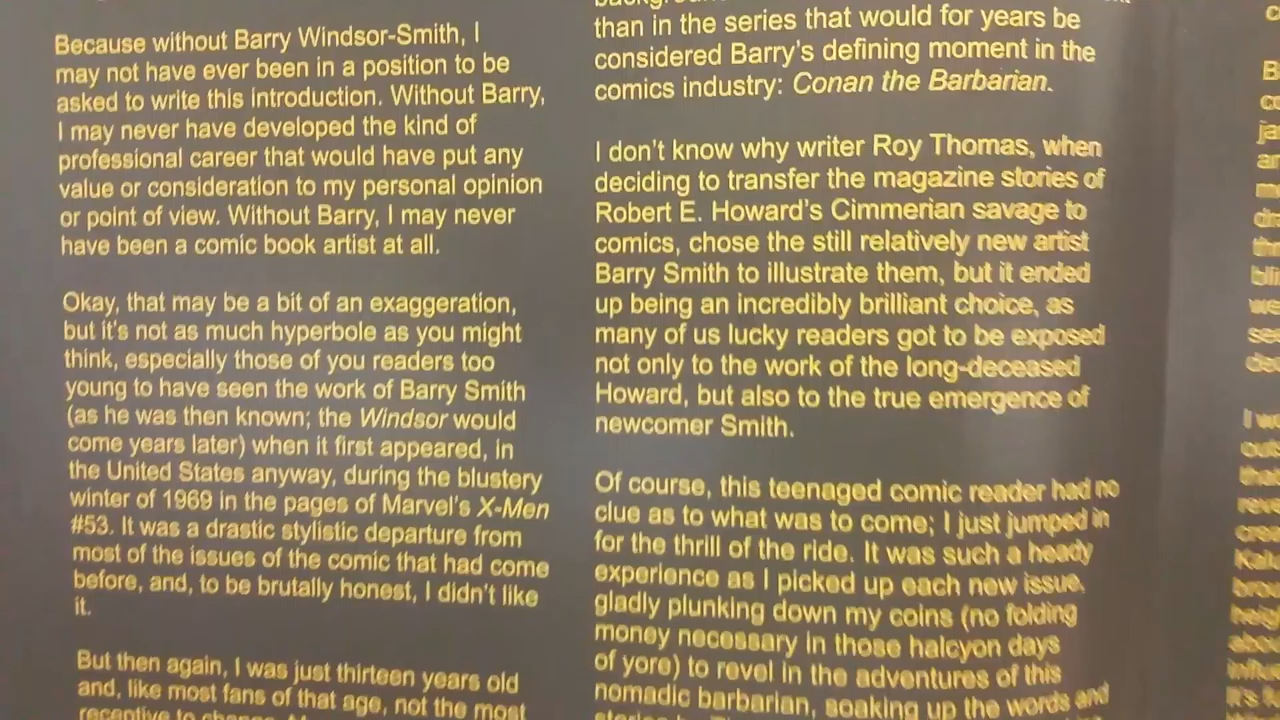 Because without Barry Windsor-Smith, I
may not have ever been in a position to be
asked to write this introduction. Without Barry,
I may never have developed the kind of
professional career that would have put any
value or consideration to my personal opinion
or point of view. Without Barry, I may never
have been a comic book artist at all.
Okay, that may be a bit of an exaggeration,
but it's not as much hyperbole as you might
think, especially those of you readers too
young to have seen the work of Barry Smith
(as he was then known; the Windsor would
come years later) when it first appeared, in
the United States anyway, during the blustery
winter of 1969 in the pages of Marvel's X-Men
#53. It was a drastic stylistic departure from
most of the issues of the comic that had come
before, and, to be brutally honest, I didn't like
it.
But then again, I was just thirteen years old
and, like most fans of that age, not the most
receptive to
than in the series that would for years be
considered Barry's defining moment in the
comics industry: Conan the Barbarian.
I don't know why writer Roy Thomas, when
deciding to transfer the magazine stories of
Robert E. Howard's Cimmerian savage to
comics, chose the still relatively new artist
Barry Smith to illustrate them, but it ended
up being an incredibly brilliant choice, as
many of us lucky readers got to be exposed
not only to the work of the long-deceased
Howard, but also to the true emergence of
newcomer Smith.
Of course, this teenaged comic reader had no
clue as to what was to come; I just jumped in
for the thrill of the ride. It was such a heady
experience as I picked up each new issue,
gladly plunking down my coins (no folding
money necessary in those halcyon days
of yore) to revel in the adventures of this
nomadic barbarian, soaking up the words and